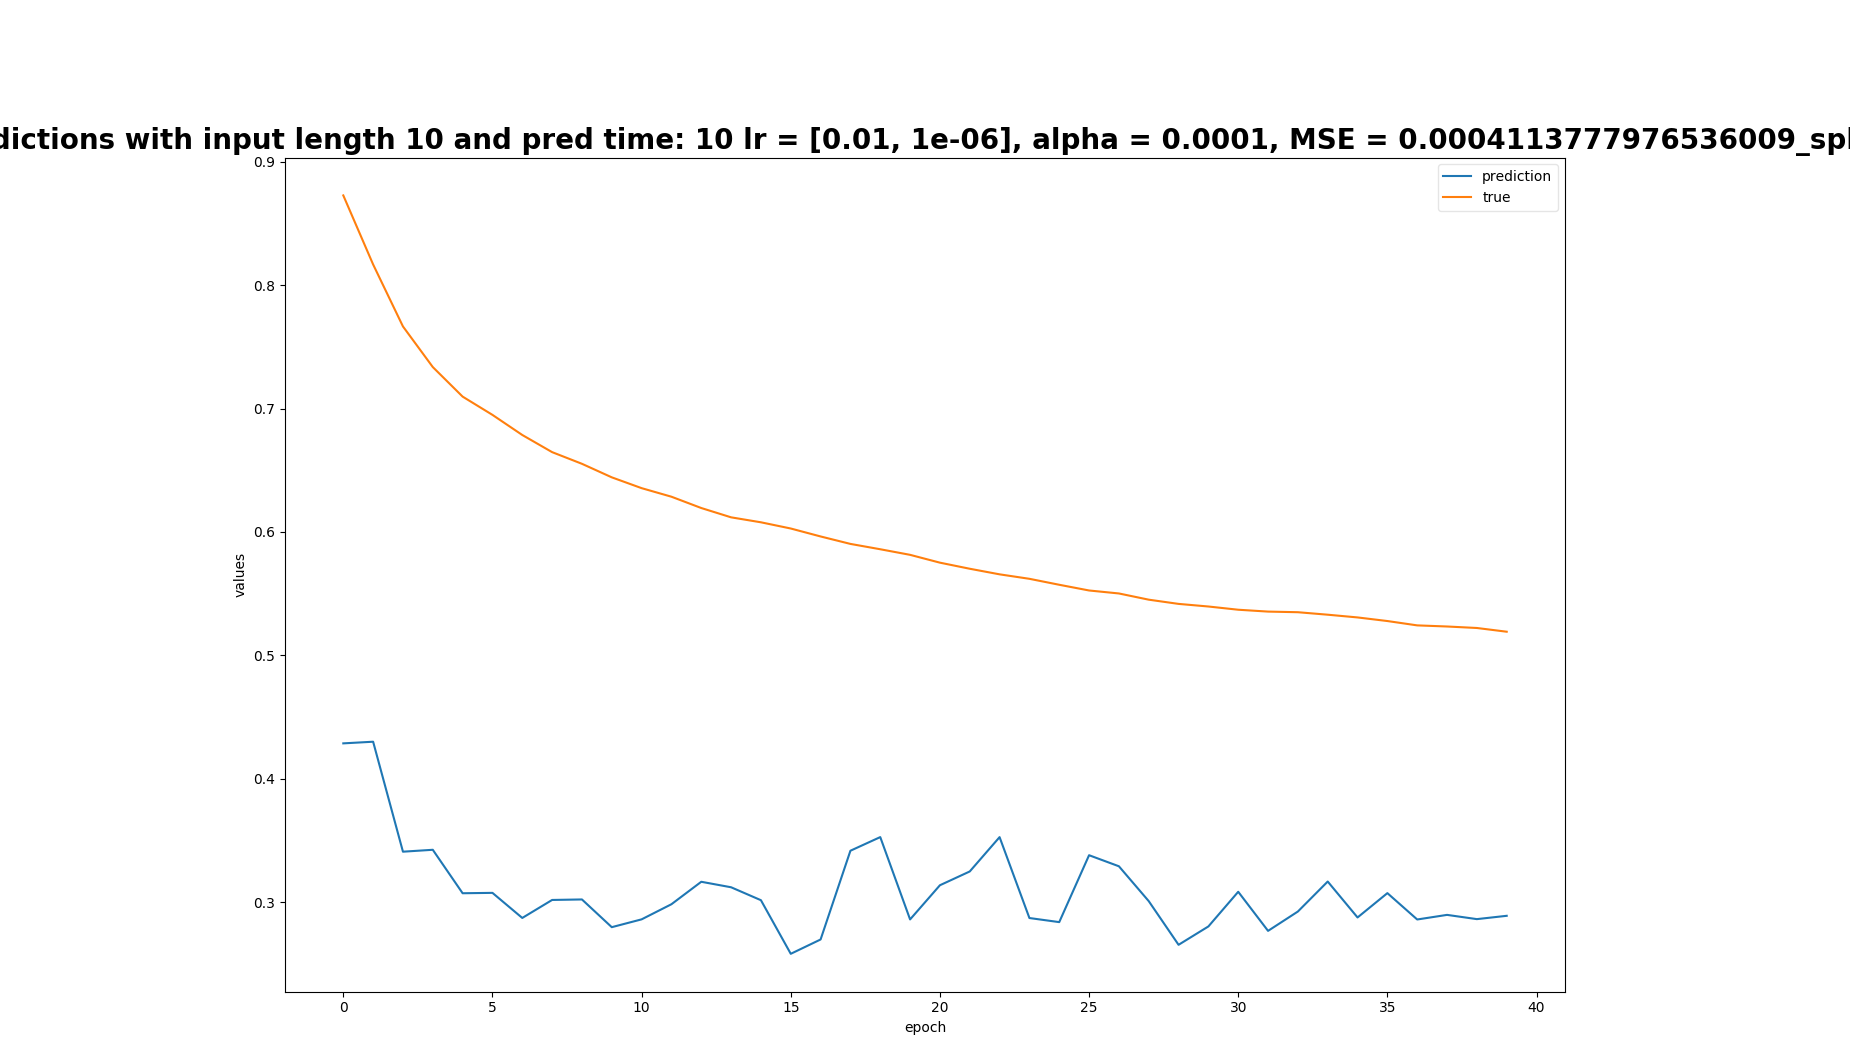 dictions with input length 10 and pred time: 10 lr = [0.01, 1e-06], alpha = 0.0001, MSE = 0.0004113777976536009_spl
prediction
true
0.9
0.8
0.7
0.6
0.5
0.4
0.3
values
0 5 10 15 20 25 30 35 40
epoch